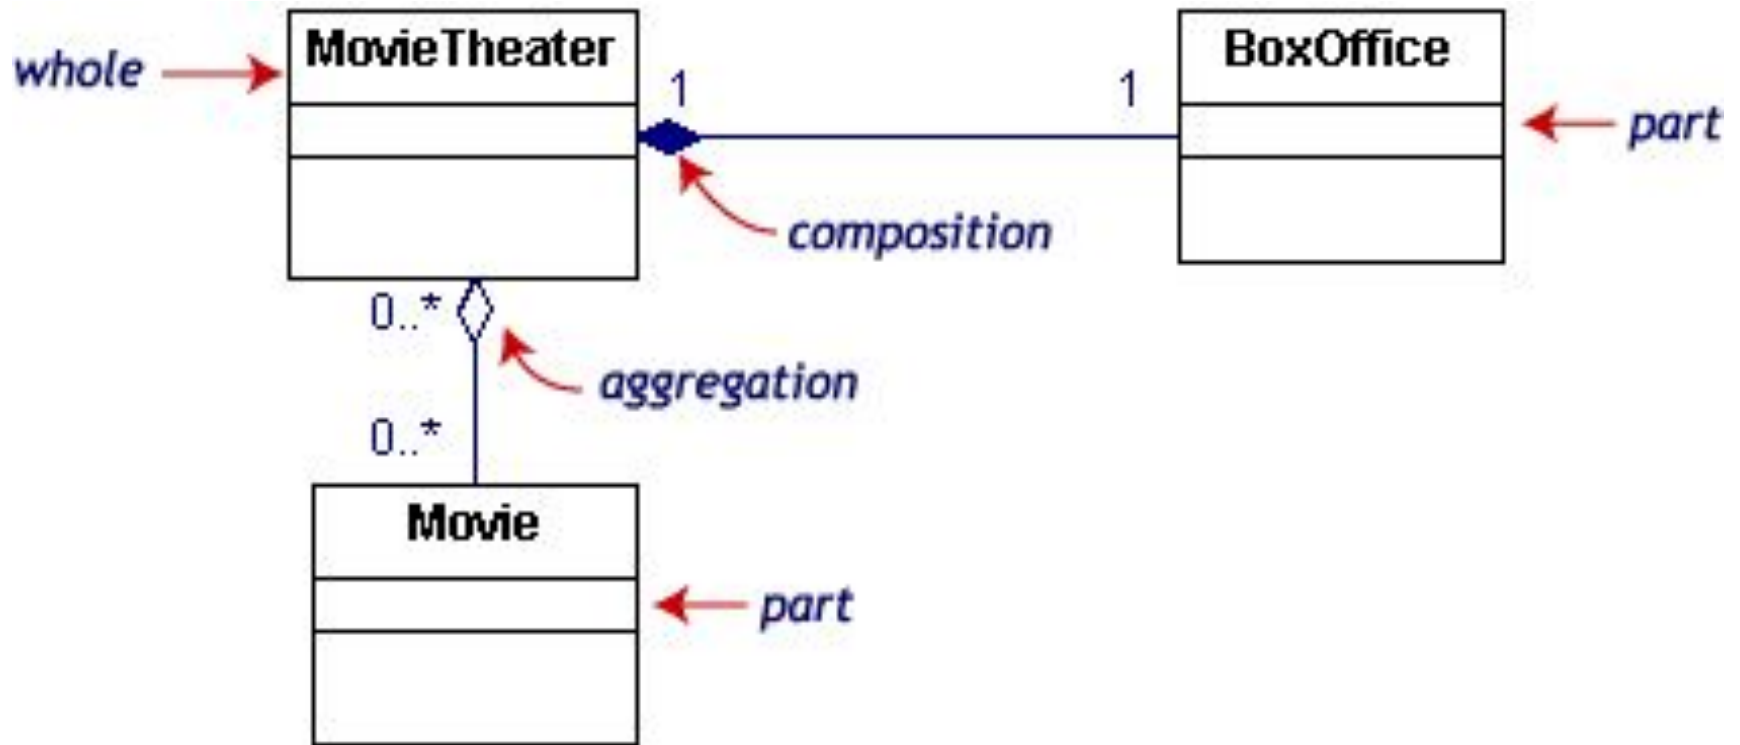 MovieTheater
BoxOffice
whole
1
1
part
composition
0..*
aggregation
0..*
Movie
part